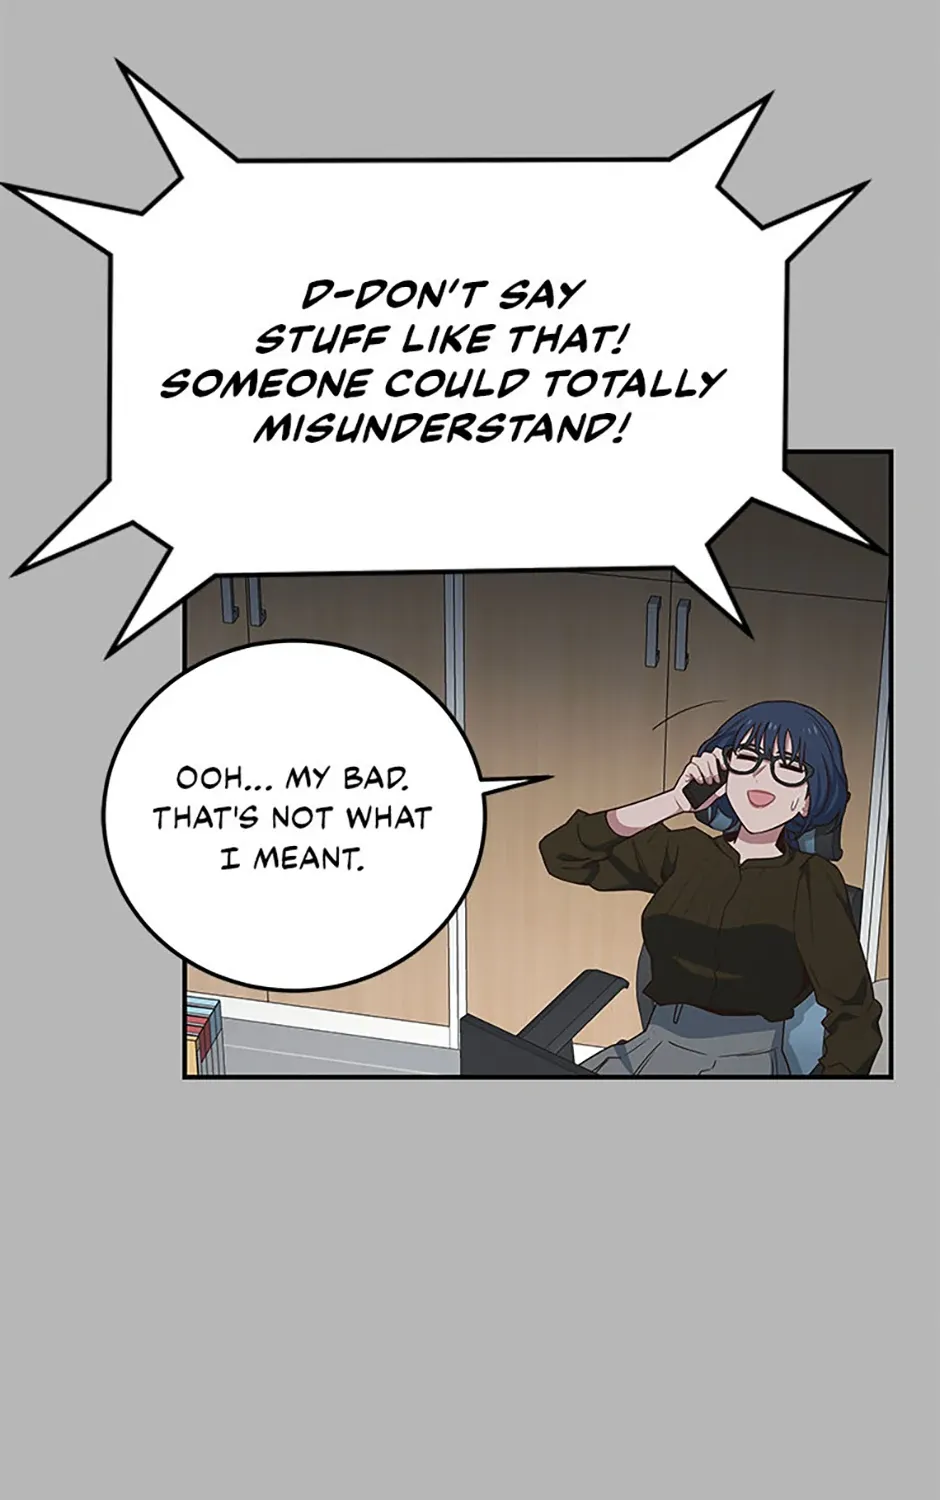 D-DON'T SAY
STUFF LIKE THAT!
SOMEONE COULD TOTALLY
MISUNDERSTAND!
OOH... MY BAD.
THAT'S NOT WHAT
I MEANT.